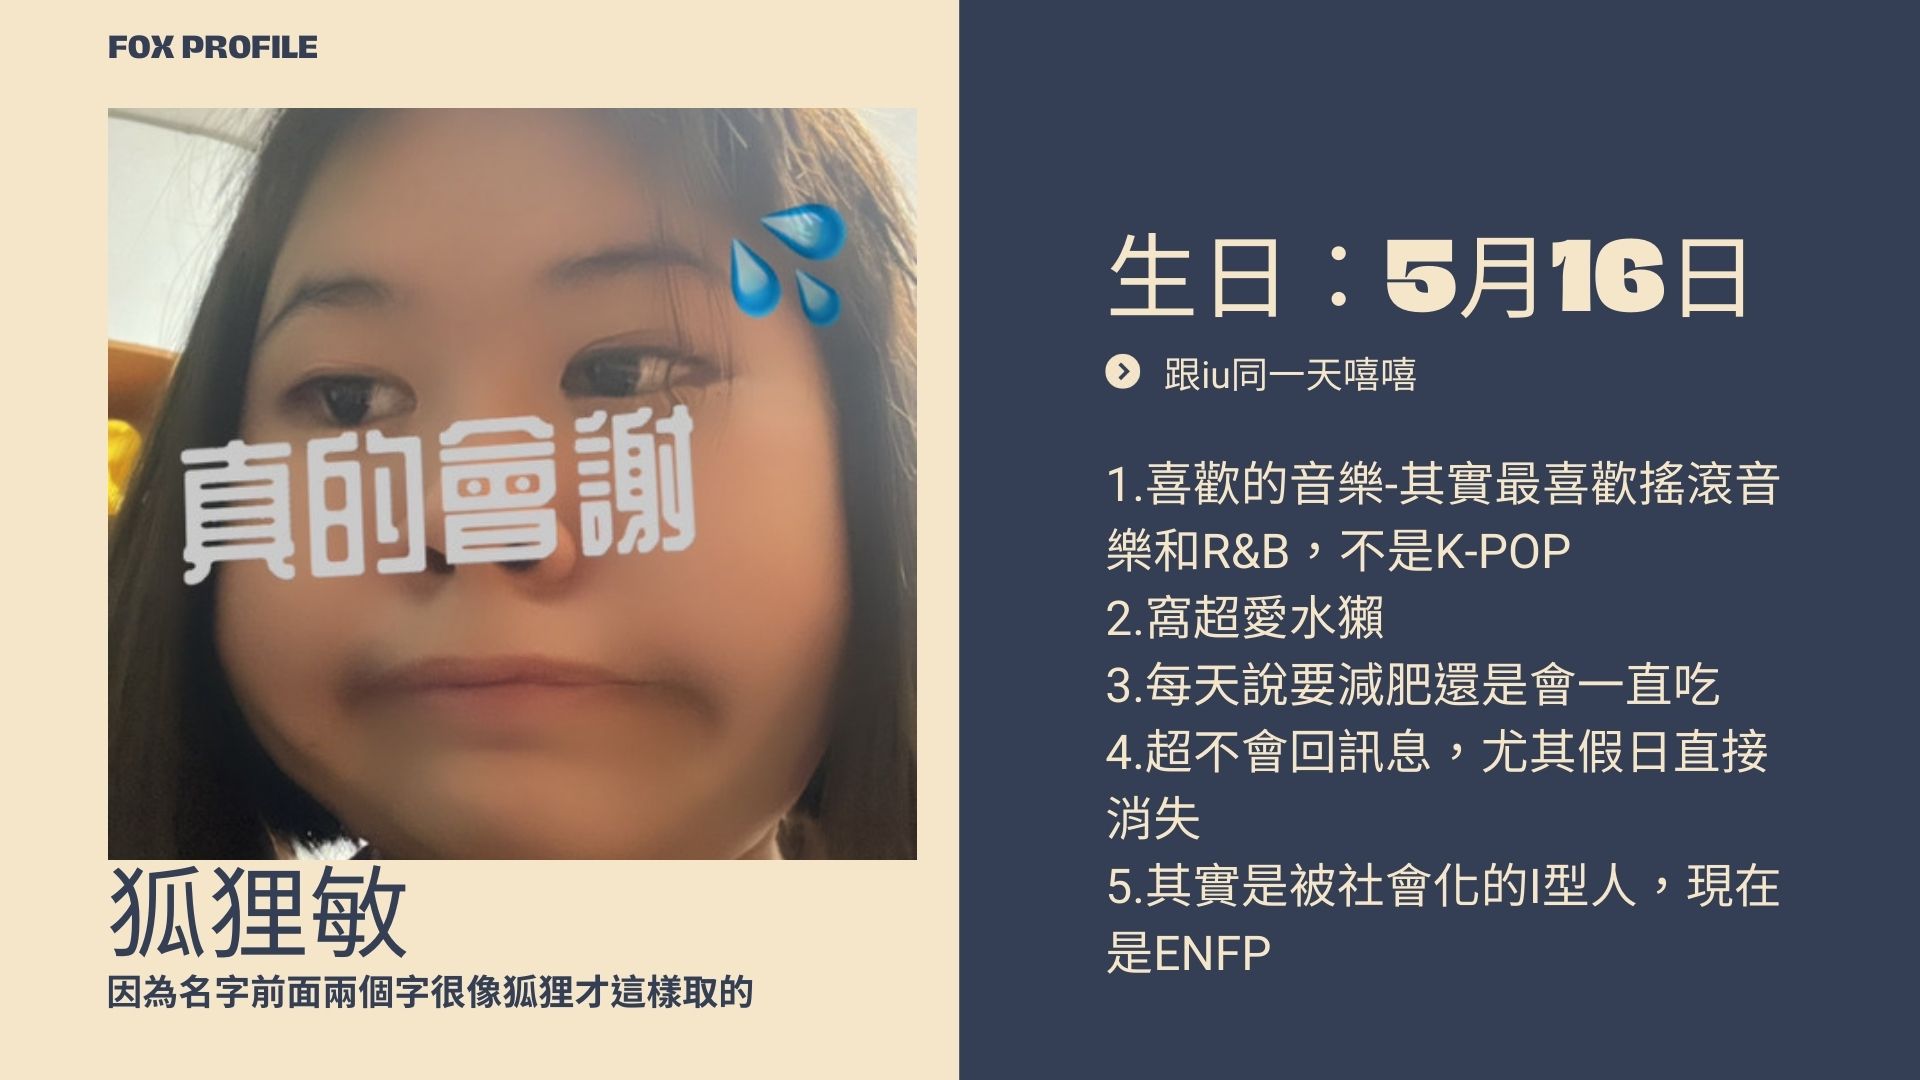 FOX PROFILE
真的會謝
狐狸敏
因為名字前面兩個字很像狐狸才這樣取的
生日：5月16日
跟iu同一天嘻嘻
1.喜歡的音樂-其實最喜歡搖滾音
樂和R&B，不是K-POP
2.窩超愛水獺
3.每天說要減肥還是會一直吃
4.超不會回訊息，尤其假日直接
消失
5.其實是被社會化的I型人，現在
是ENFP